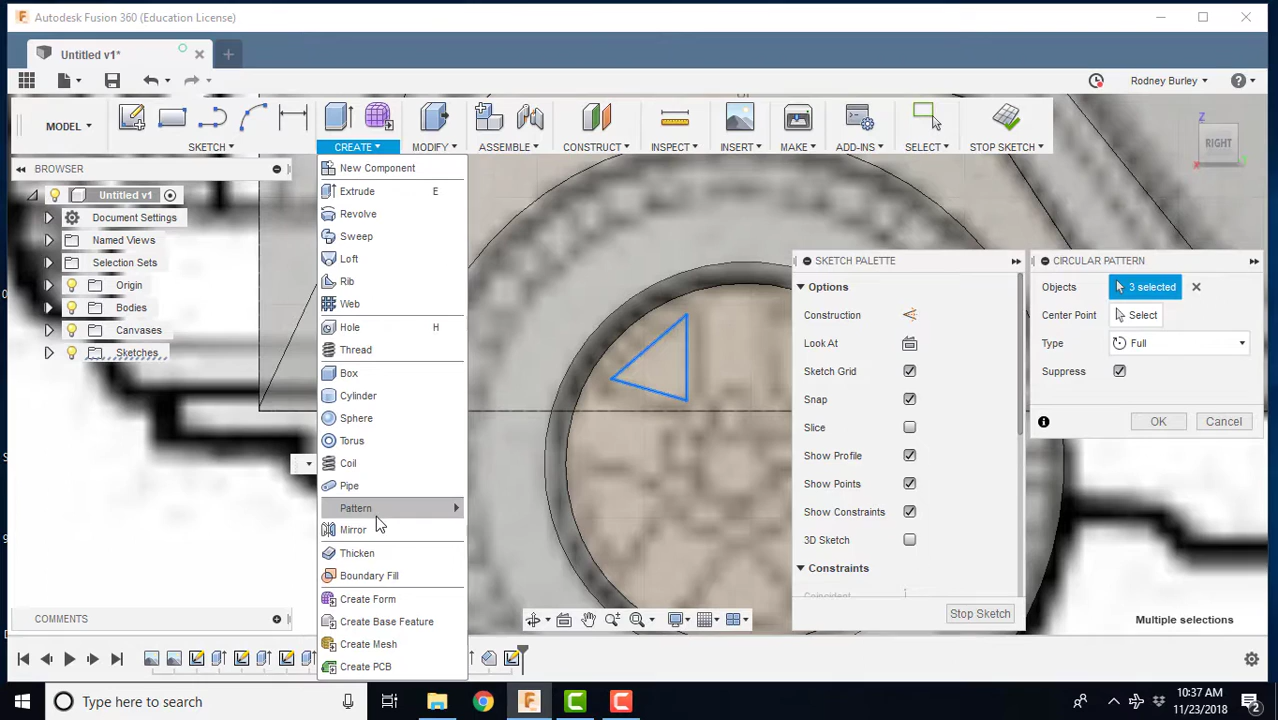 Autodesk Fusion 360 (Education License)
Untitled v1*
Rodney Burley
MODEL
SKETCH
CREATE
MODIFY
ASSEMBLE
CONSTRUCT
INSPECT
INSERT
MAKE
ADD-INS
SELECT
STOP SKETCH
BROWSER
Untitled v1
Document Settings
Named Views
Selection Sets
Origin
Bodies
Canvases
Sketches
New Component
Extrude E
Revolve
Sweep
Loft
Rib
Web
Hole H
Thread
Box
Cylinder
Sphere
Torus
Coil
Pipe
Pattern
Mirror
Thicken
Boundary Fill
Create Form
Create Base Feature
Create Mesh
Create PCB
Z
RIGHT
X
SKETCH PALETTE
Options
Construction
Look At
Sketch Grid
Snap
Slice
Show Profile
Show Points
Show Constraints
3D Sketch
Constraints
Stop Sketch
CIRCULAR PATTERN
Objects 3 selected
Center Point Select
Type Full
Suppress
OK Cancel
COMMENTS
Multiple selections
Type here to search
10:37 AM
11/23/2018
2